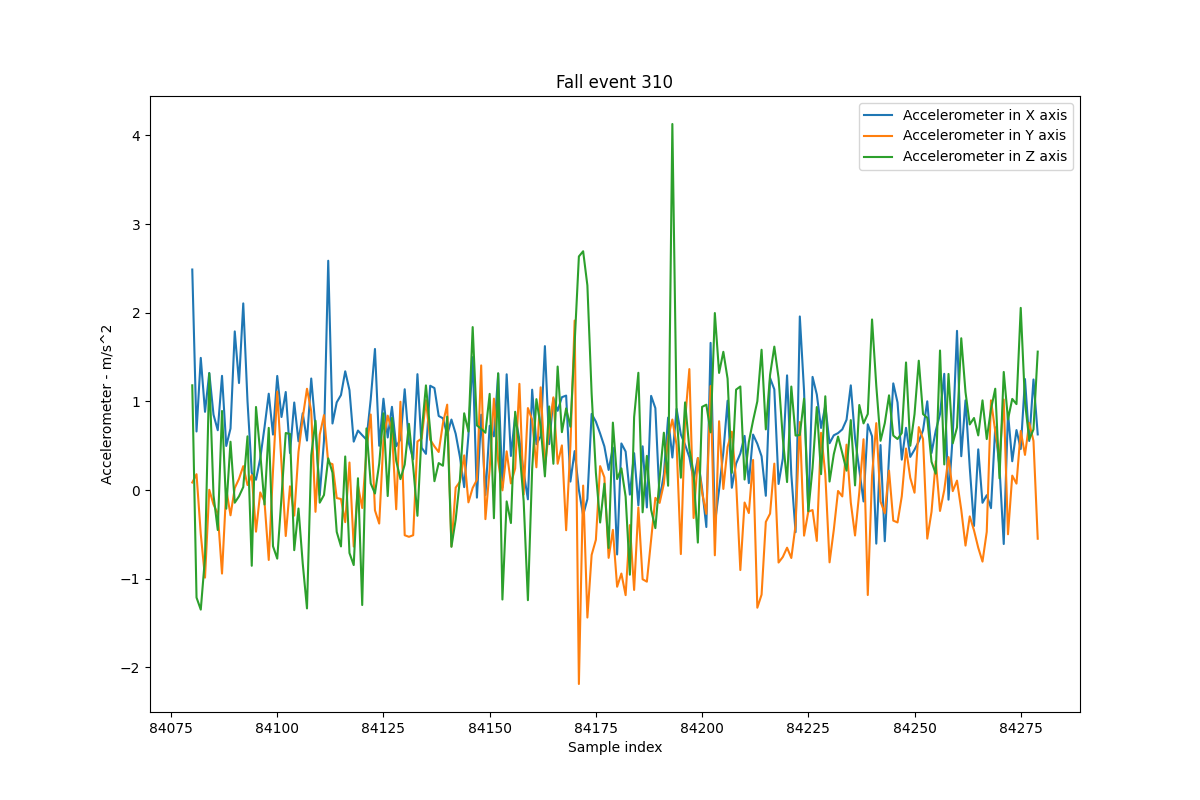 Fall event 310
Accelerometer in X axis
Accelerometer in Y axis
Accelerometer in Z axis
Accelerometer - m/s^2
4
3
2
1
0
−1
−2
84075 84100 84125 84150 84175 84200 84225 84250 84275
Sample index